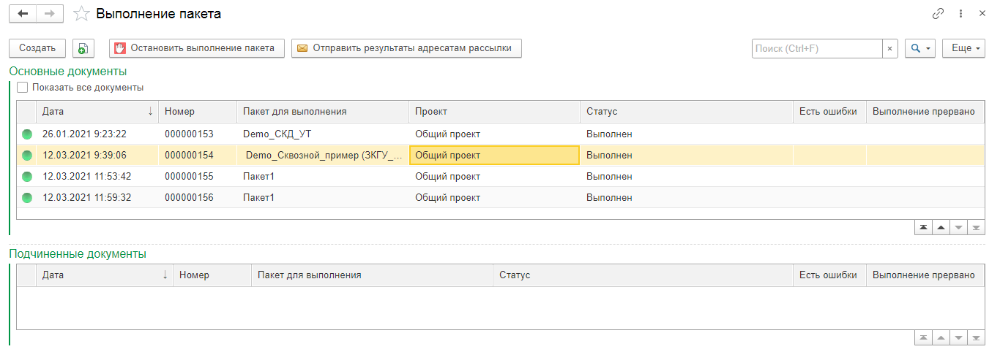 Выполнение пакета
Создать Остановить выполнение пакета Отправить результаты адресатам рассылки Поиск (Ctrl+F) × Еще
Основные документы
Показать все документы
Дата ↓ Номер Пакет для выполнения Проект Статус Есть ошибки Выполнение прервано
26.01.2021 9:23:22 000000153 Demo_СКД_УТ Общий проект Выполнен
12.03.2021 9:39:06 000000154 Demo_Сквозной_пример (ЗКГУ_... Общий проект Выполнен
12.03.2021 11:53:42 000000155 Пакет1 Общий проект Выполнен
12.03.2021 11:59:32 000000156 Пакет1 Общий проект Выполнен
Подчиненные документы
Дата ↓ Номер Пакет для выполнения Статус Есть ошибки Выполнение прервано